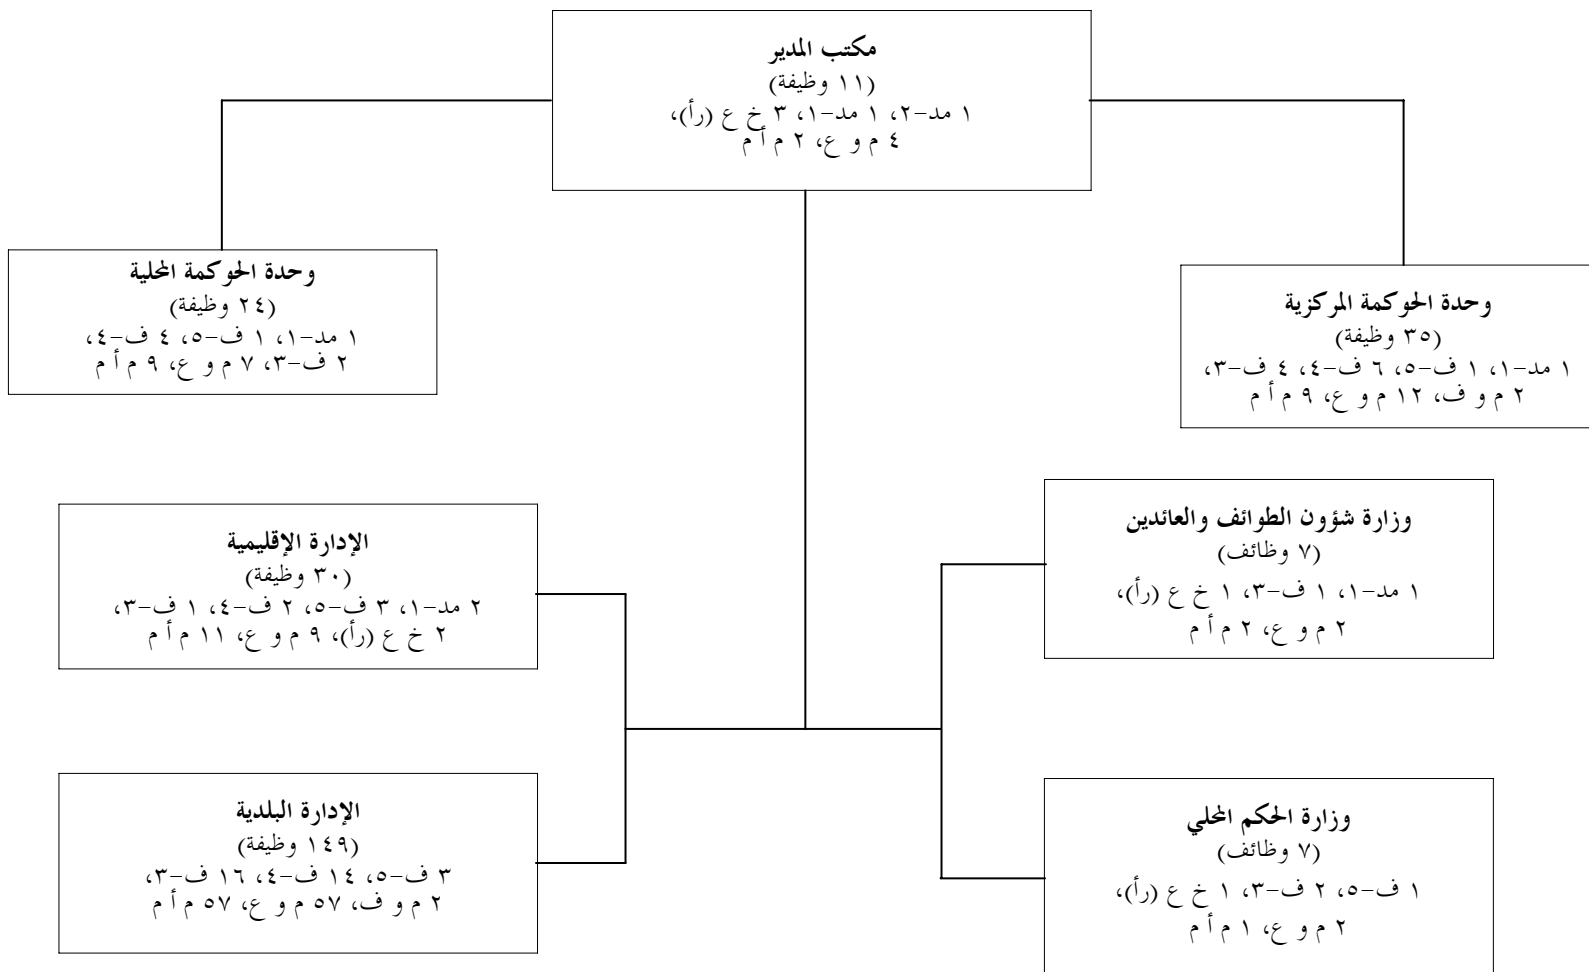 مكتب المدير
(١١ وظيفة)
١ مد-٢، ١ مد-١، ٣ خ ع (رأ)،
٤ م و ع، ٢ م أ م
وحدة الحوكمة المركزية
(٣٥ وظيفة)
١ مد-١، ١ ف-٥، ٦ ف-٤، ٤ ف-٣،
٢ م و ف، ١٢ م و ع، ٩ م أ م
وحدة الحوكمة المحلية
(٢٤ وظيفة)
١ مد-١، ١ ف-٥، ٤ ف-٤،
٢ ف-٣، ٧ م و ع، ٩ م أ م
وزارة شؤون الطوائف والعائدين
(٧ وظائف)
١ مد-١، ١ ف-٣، ١ خ ع (رأ)،
٢ م و ع، ٢ م أ م
الإدارة الإقليمية
(٣٠ وظيفة)
٢ مد-١، ٣ ف-٥، ٢ ف-٤، ١ ف-٣،
٢ خ ع (رأ)، ٩ م و ع، ١١ م أ م
وزارة الحكم المحلي
(٧ وظائف)
١ ف-٥، ٢ ف-٣، ١ خ ع (رأ)،
٢ م و ع، ١ م أ م
الإدارة البلدية
(١٤٩ وظيفة)
٣ ف-٥، ١٤ ف-٤، ١٦ ف-٣،
٢ م و ف، ٥٧ م و ع، ٥٧ م أ م